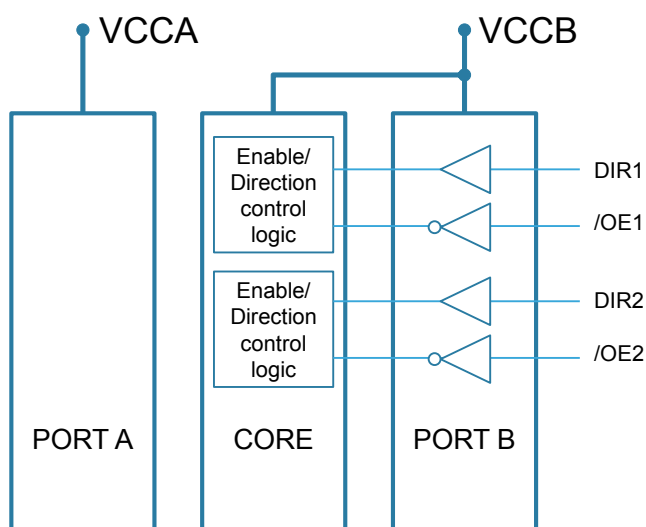 VCCA
VCCB
Enable/
Direction
control
logic
DIR1
/OE1
Enable/
Direction
control
logic
DIR2
/OE2
PORT A
CORE
PORT B